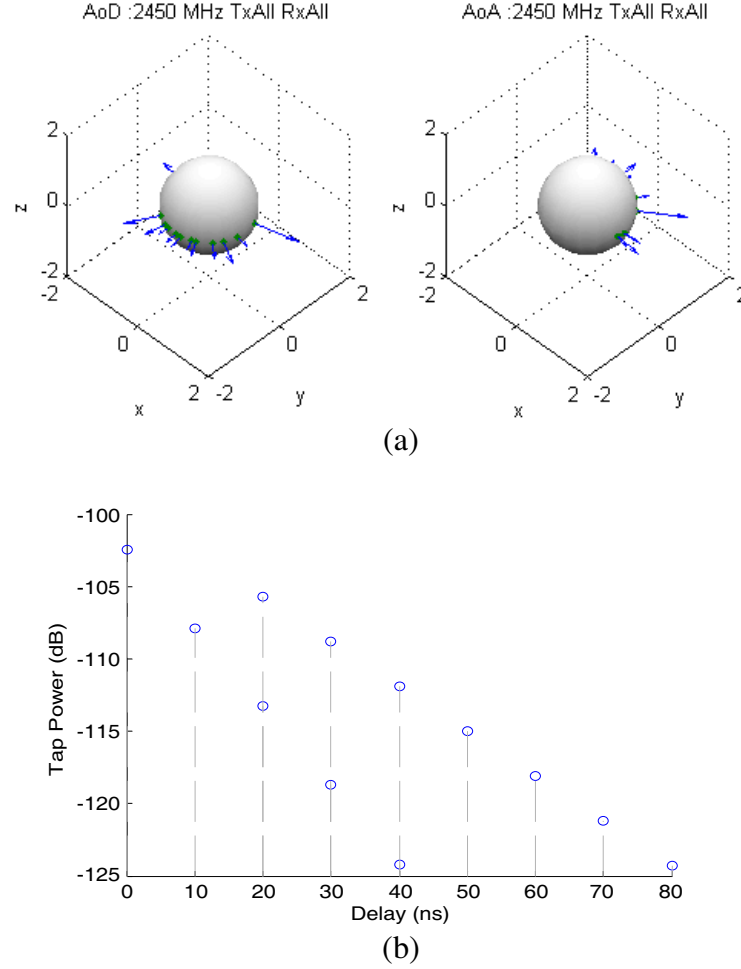 AoD :2450 MHz TxAll RxAll
AoA :2450 MHz TxAll RxAll
2
0
-2
z
-2
0
2
x
-2
0
2
y
2
0
-2
z
-2
0
2
x
-2
0
2
y
(a)
-100
-105
-110
-115
-120
-125
Tap Power (dB)
0 10 20 30 40 50 60 70 80
Delay (ns)
(b)